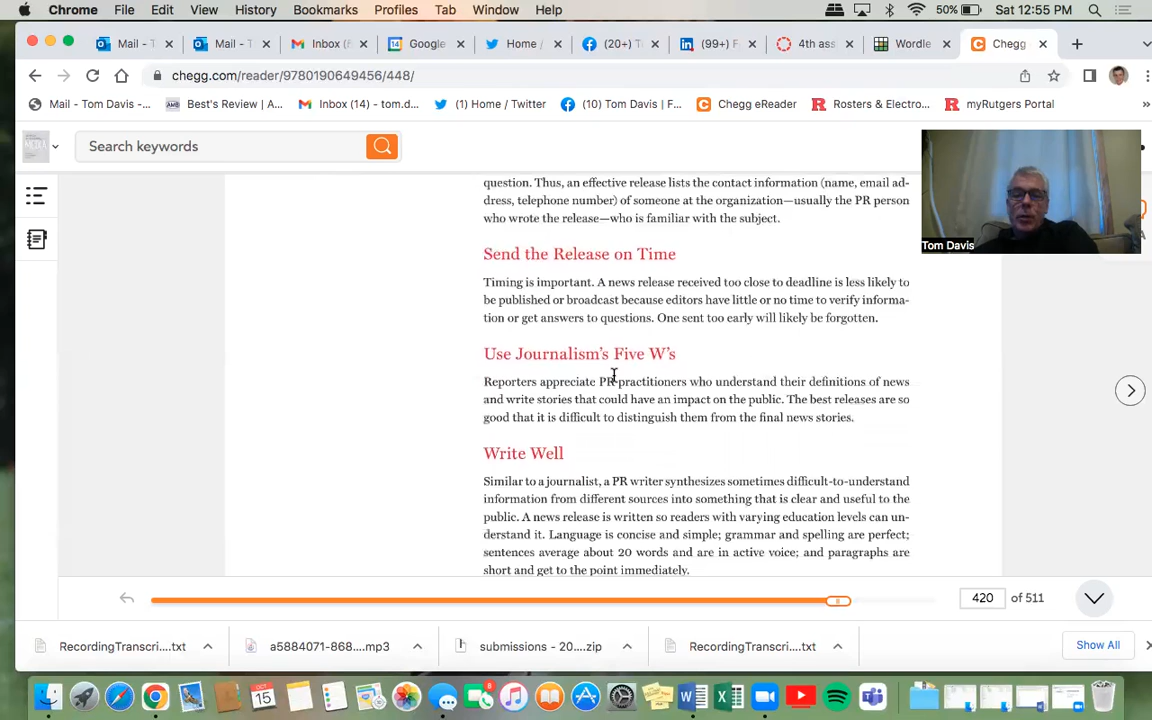 Chrome File Edit View History Bookmarks Profiles Tab Window Help 50% Sat 12:55 PM
Mail - T Mail - T Inbox ( Google Home / (20+) T (99+) F 4th ass Wordle Chegg
chegg.com/reader/9780190649456/448/
Mail - Tom Davis -... Best's Review | A... Inbox (14) - tom.d... (1) Home / Twitter (10) Tom Davis | F... Chegg eReader Rosters & Electro... myRutgers Portal
Search keywords
question. Thus, an effective release lists the contact information (name, email ad-
dress, telephone number) of someone at the organization—usually the PR person
who wrote the release—who is familiar with the subject.
Tom Davis
Send the Release on Time
Timing is important. A news release received too close to deadline is less likely to
be published or broadcast because editors have little or no time to verify informa-
tion or get answers to questions. One sent too early will likely be forgotten.
Use Journalism's Five W's
Reporters appreciate PR practitioners who understand their definitions of news
and write stories that could have an impact on the public. The best releases are so
good that it is difficult to distinguish them from the final news stories.
Write Well
Similar to a journalist, a PR writer synthesizes sometimes difficult-to-understand
information from different sources into something that is clear and useful to the
public. A news release is written so readers with varying education levels can un-
derstand it. Language is concise and simple; grammar and spelling are perfect;
sentences average about 20 words and are in active voice; and paragraphs are
short and get to the point immediately.
420 of 511
RecordingTranscri....txt a5884071-868....mp3 submissions - 20....zip RecordingTranscri....txt Show All
OCT 15 8